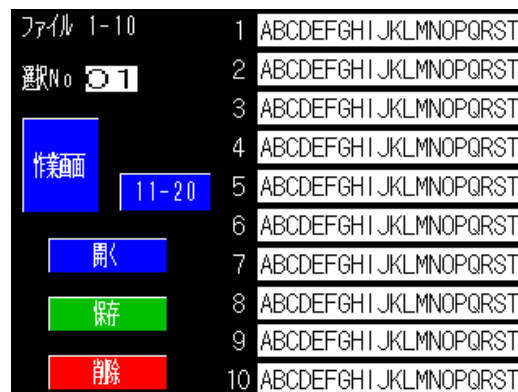 ファイル 1-10
選択No 01
作業画面
11-20
開く
保存
削除
1 ABCDEFGHIJKLMNOPQRST
2 ABCDEFGHIJKLMNOPQRST
3 ABCDEFGHIJKLMNOPQRST
4 ABCDEFGHIJKLMNOPQRST
5 ABCDEFGHIJKLMNOPQRST
6 ABCDEFGHIJKLMNOPQRST
7 ABCDEFGHIJKLMNOPQRST
8 ABCDEFGHIJKLMNOPQRST
9 ABCDEFGHIJKLMNOPQRST
10 ABCDEFGHIJKLMNOPQRST